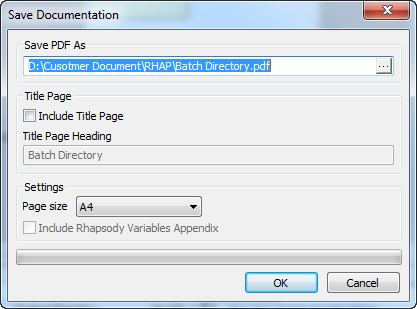 Save Documentation
Save PDF As
D:\Cusotmer Document\RHAP\Batch Directory.pdf
...
Title Page
Include Title Page
Title Page Heading
Batch Directory
Settings
Page size A4
Include Rhapsody Variables Appendix
OK Cancel